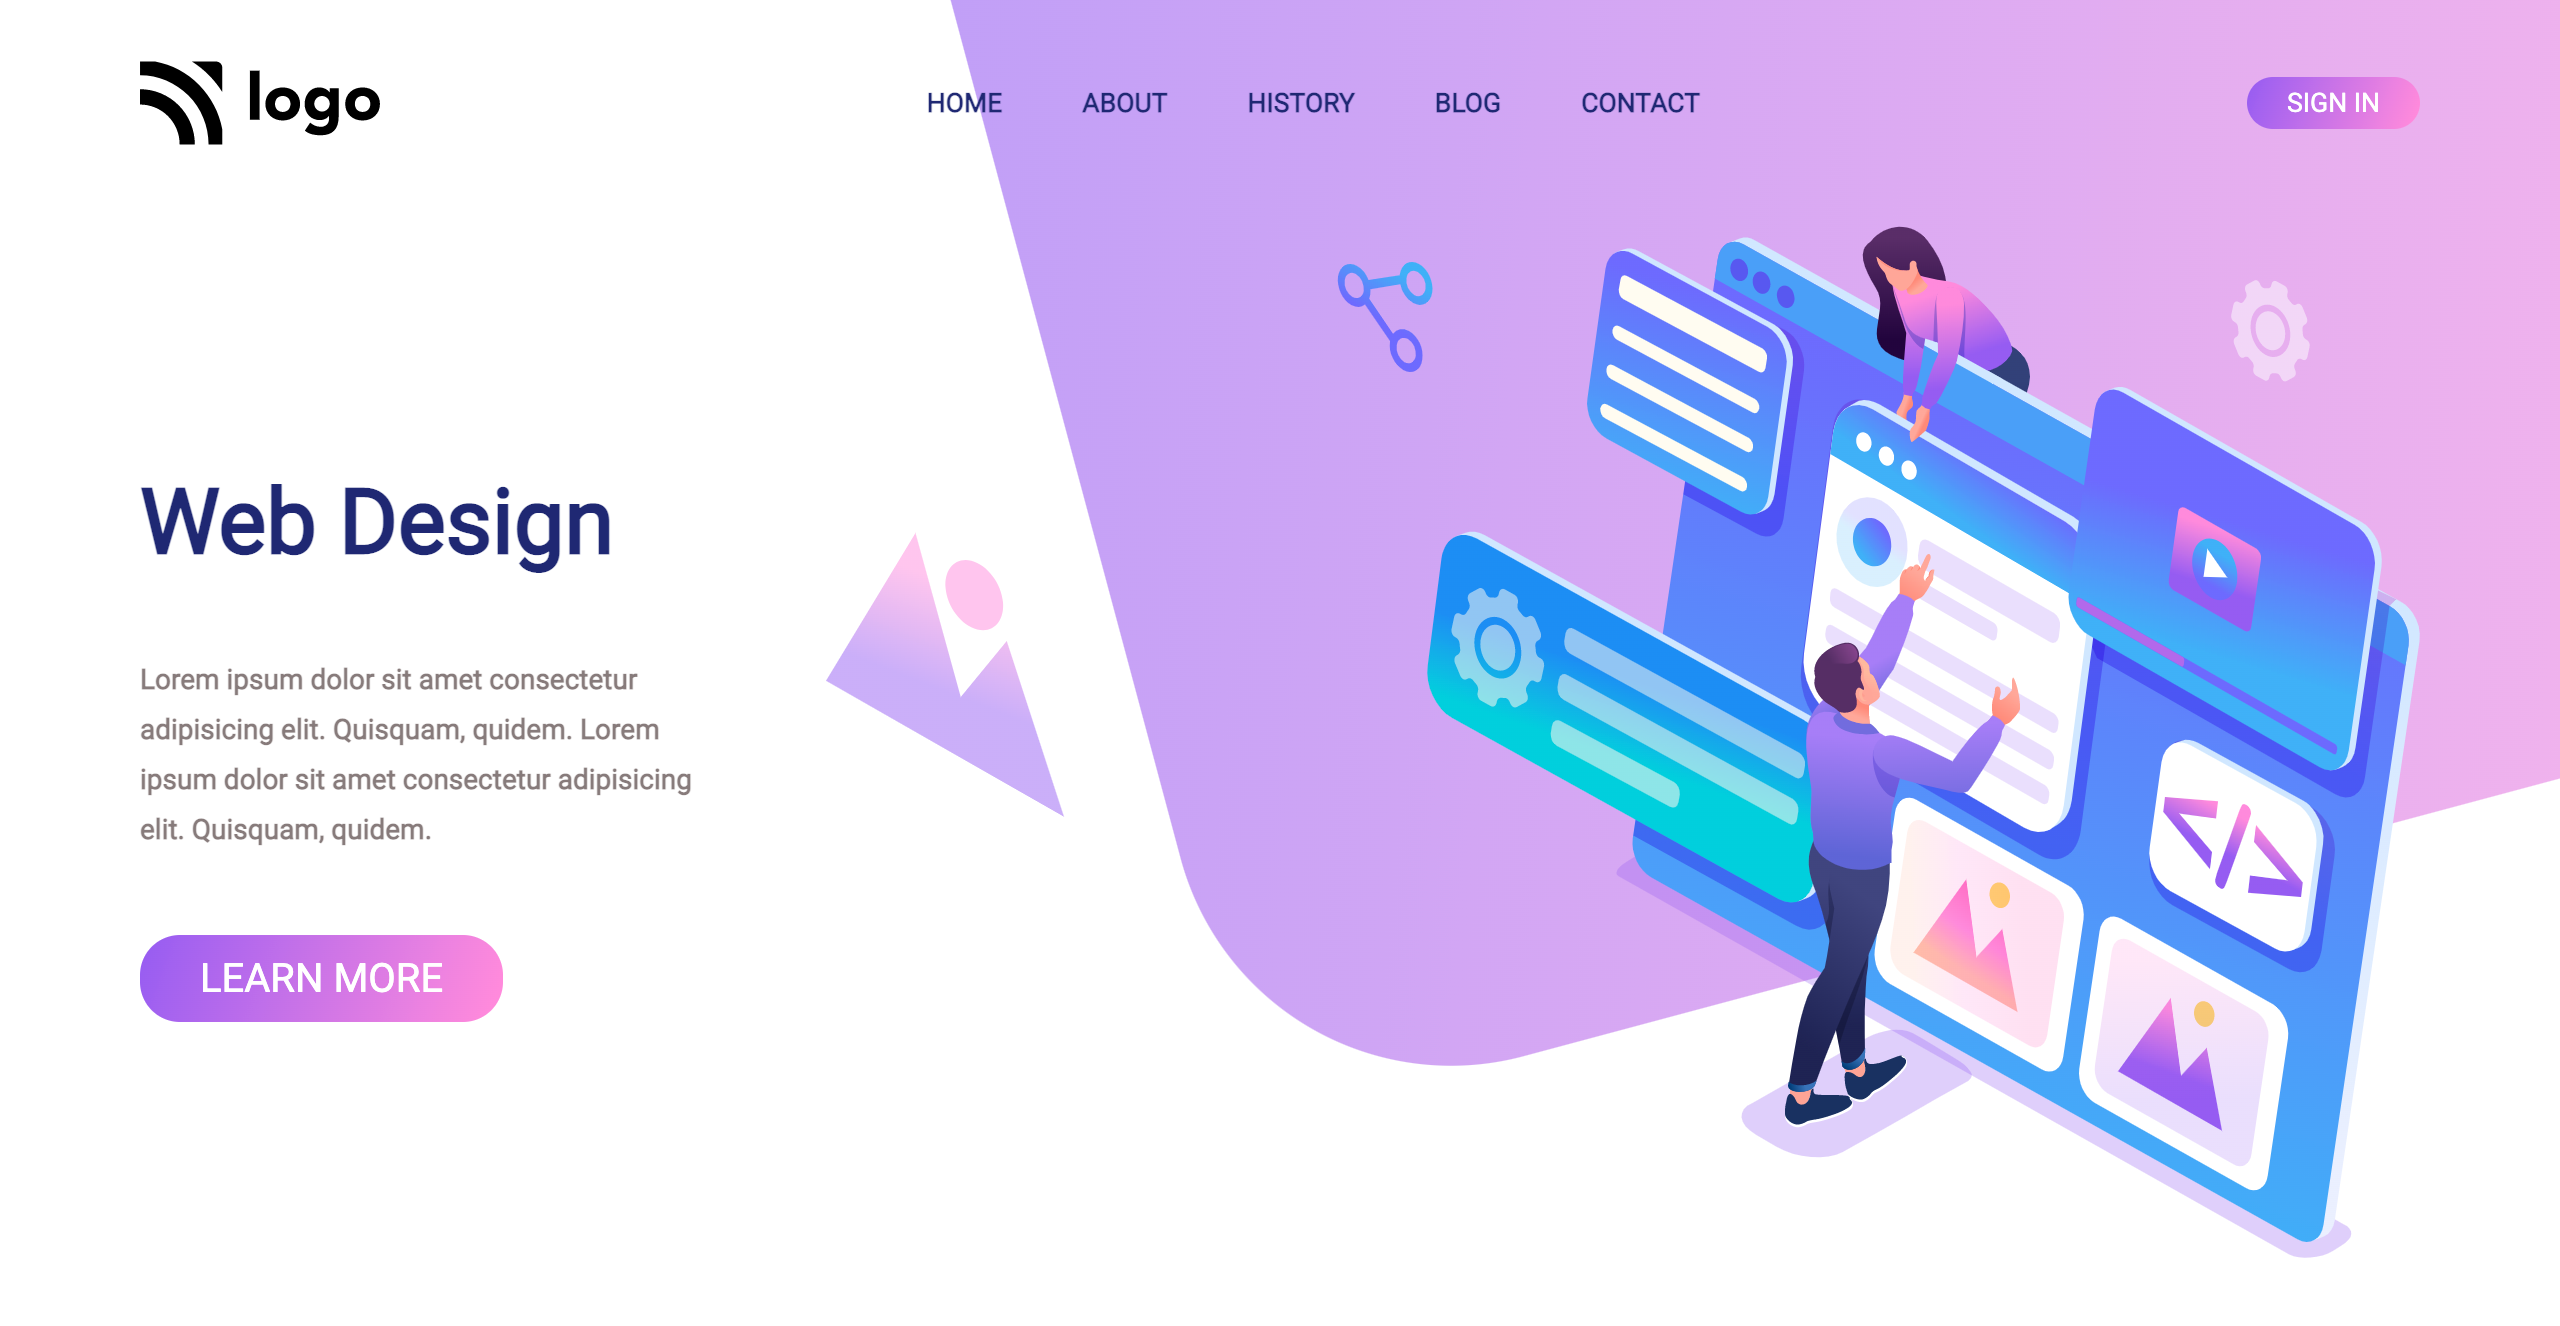 logo
HOME ABOUT HISTORY BLOG CONTACT
SIGN IN
Web Design
Lorem ipsum dolor sit amet consectetur
adipisicing elit. Quisquam, quidem. Lorem
ipsum dolor sit amet consectetur adipisicing
elit. Quisquam, quidem.
LEARN MORE
</>